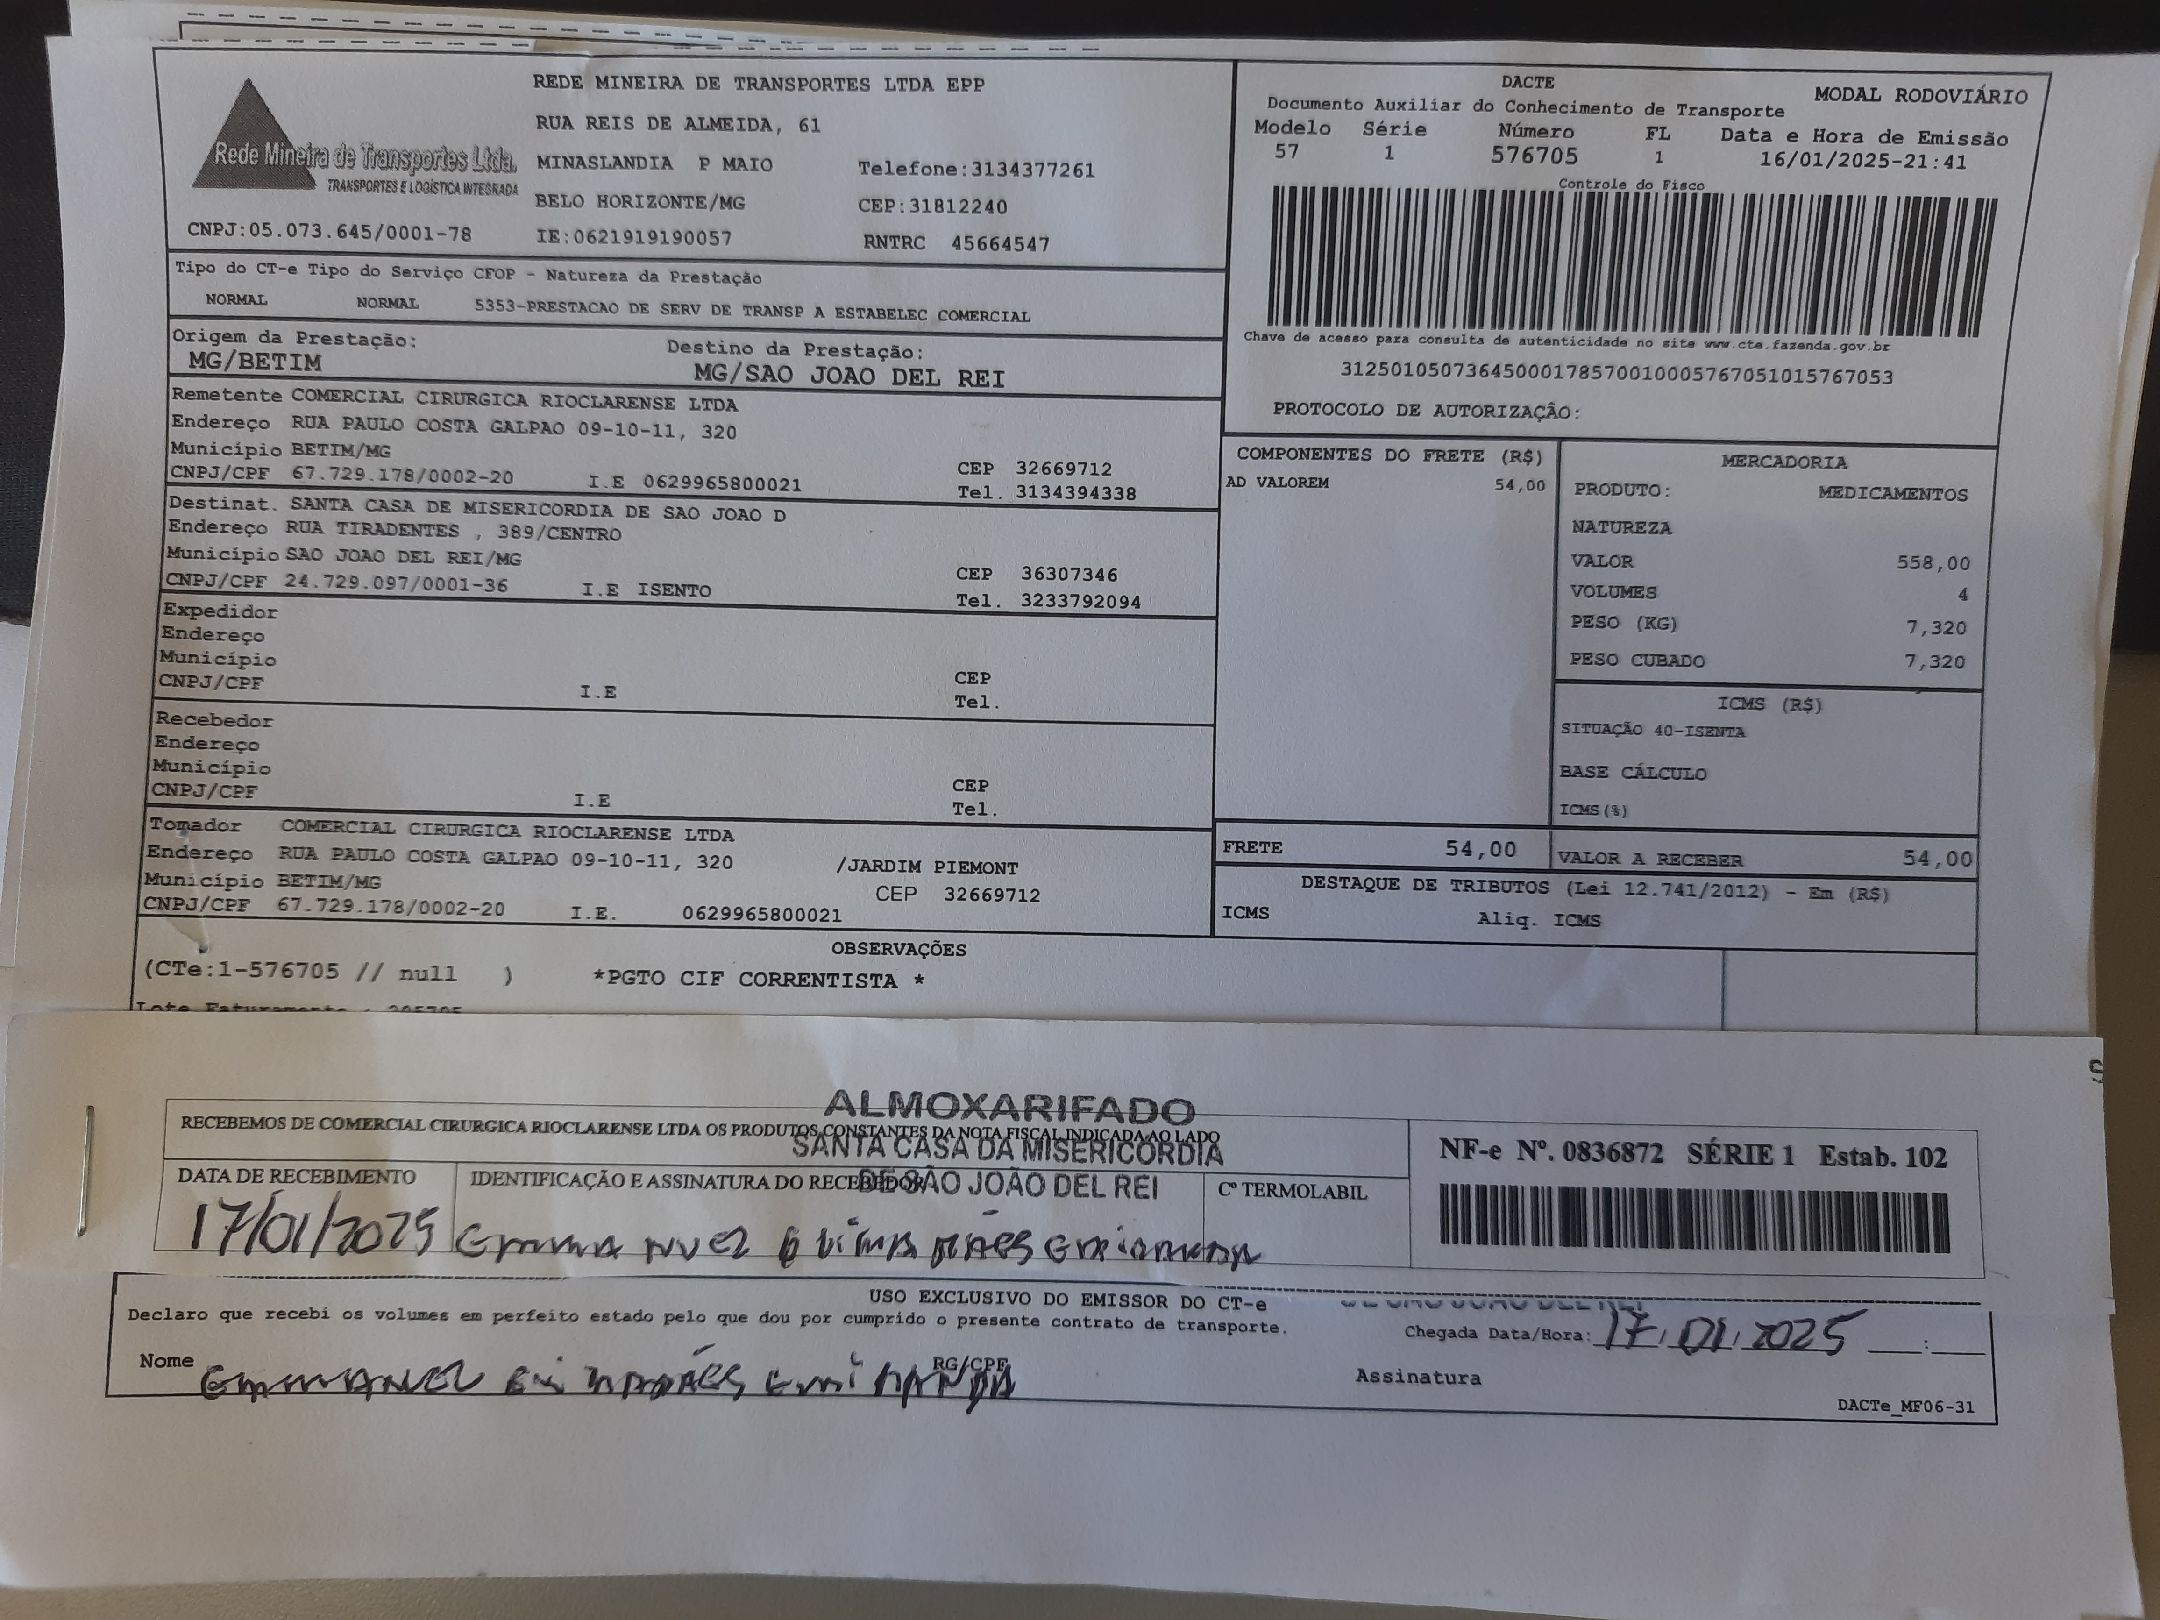 Rede Mineira de Transportes Ltda.
TRANSPORTES E LOGÍSTICA INTEGRADA
CNPJ:05.073.645/0001-78
REDE MINEIRA DE TRANSPORTES LTDA EPP
RUA REIS DE ALMEIDA, 61
MINASLANDIA P MAIO Telefone:3134377261
BELO HORIZONTE/MG CEP:31812240
IE:0621919190057 RNTRC 45664547
DACTE MODAL RODOVIÁRIO
Documento Auxiliar do Conhecimento de Transporte
Modelo Série Número FL Data e Hora de Emissão
57 1 576705 1 16/01/2025-21:41
Controle do Fisco
Chave de acesso para consulta de autenticidade no site www.cte.fazenda.gov.br
31250105073645000178570010005767051015767053
PROTOCOLO DE AUTORIZAÇÃO:
Tipo do CT-e Tipo do Serviço CFOP - Natureza da Prestação
NORMAL NORMAL 5353-PRESTACAO DE SERV DE TRANSP A ESTABELEC COMERCIAL
Origem da Prestação: Destino da Prestação:
MG/BETIM MG/SAO JOAO DEL REI
Remetente COMERCIAL CIRURGICA RIOCLARENSE LTDA
Endereço RUA PAULO COSTA GALPAO 09-10-11, 320
Município BETIM/MG CEP 32669712
CNPJ/CPF 67.729.178/0002-20 I.E 0629965800021 Tel. 3134394338
Destinat. SANTA CASA DE MISERICORDIA DE SAO JOAO D
Endereço RUA TIRADENTES , 389/CENTRO
Município SAO JOAO DEL REI/MG CEP 36307346
CNPJ/CPF 24.729.097/0001-36 I.E ISENTO Tel. 3233792094
Expedidor
Endereço
Município CEP
CNPJ/CPF I.E Tel.
Recebedor
Endereço
Município CEP
CNPJ/CPF I.E Tel.
Tomador COMERCIAL CIRURGICA RIOCLARENSE LTDA
Endereço RUA PAULO COSTA GALPAO 09-10-11, 320 /JARDIM PIEMONT
Município BETIM/MG CEP 32669712
CNPJ/CPF 67.729.178/0002-20 I.E. 0629965800021
COMPONENTES DO FRETE (R$)
AD VALOREM 54,00
MERCADORIA
PRODUTO: MEDICAMENTOS
NATUREZA
VALOR 558,00
VOLUMES 4
PESO (KG) 7,320
PESO CUBADO 7,320
ICMS (R$)
SITUAÇÃO 40-ISENTA
BASE CÁLCULO
ICMS(%)
FRETE 54,00 VALOR A RECEBER 54,00
DESTAQUE DE TRIBUTOS (Lei 12.741/2012) - Em (R$)
ICMS Aliq. ICMS
OBSERVAÇÕES
(CTe:1-576705 // null ) *PGTO CIF CORRENTISTA *
Lote Faturamento :
ALMOXARIFADO
SANTA CASA DA MISERICÓRDIA
DE SÃO JOÃO DEL REI
RECEBEMOS DE COMERCIAL CIRURGICA RIOCLARENSE LTDA OS PRODUTOS CONSTANTES DA NOTA FISCAL INDICADA AO LADO
DATA DE RECEBIMENTO IDENTIFICAÇÃO E ASSINATURA DO RECEBEDOR Cº TERMOLABIL
17/01/2025
NF-e Nº. 0836872 SÉRIE 1 Estab. 102
USO EXCLUSIVO DO EMISSOR DO CT-e
DE SÃO JOÃO DEL REI
Declaro que recebi os volumes em perfeito estado pelo que dou por cumprido o presente contrato de transporte.
Chegada Data/Hora: 17/01/2025 :
Nome RG/CPF Assinatura
DACTe_MF06-31